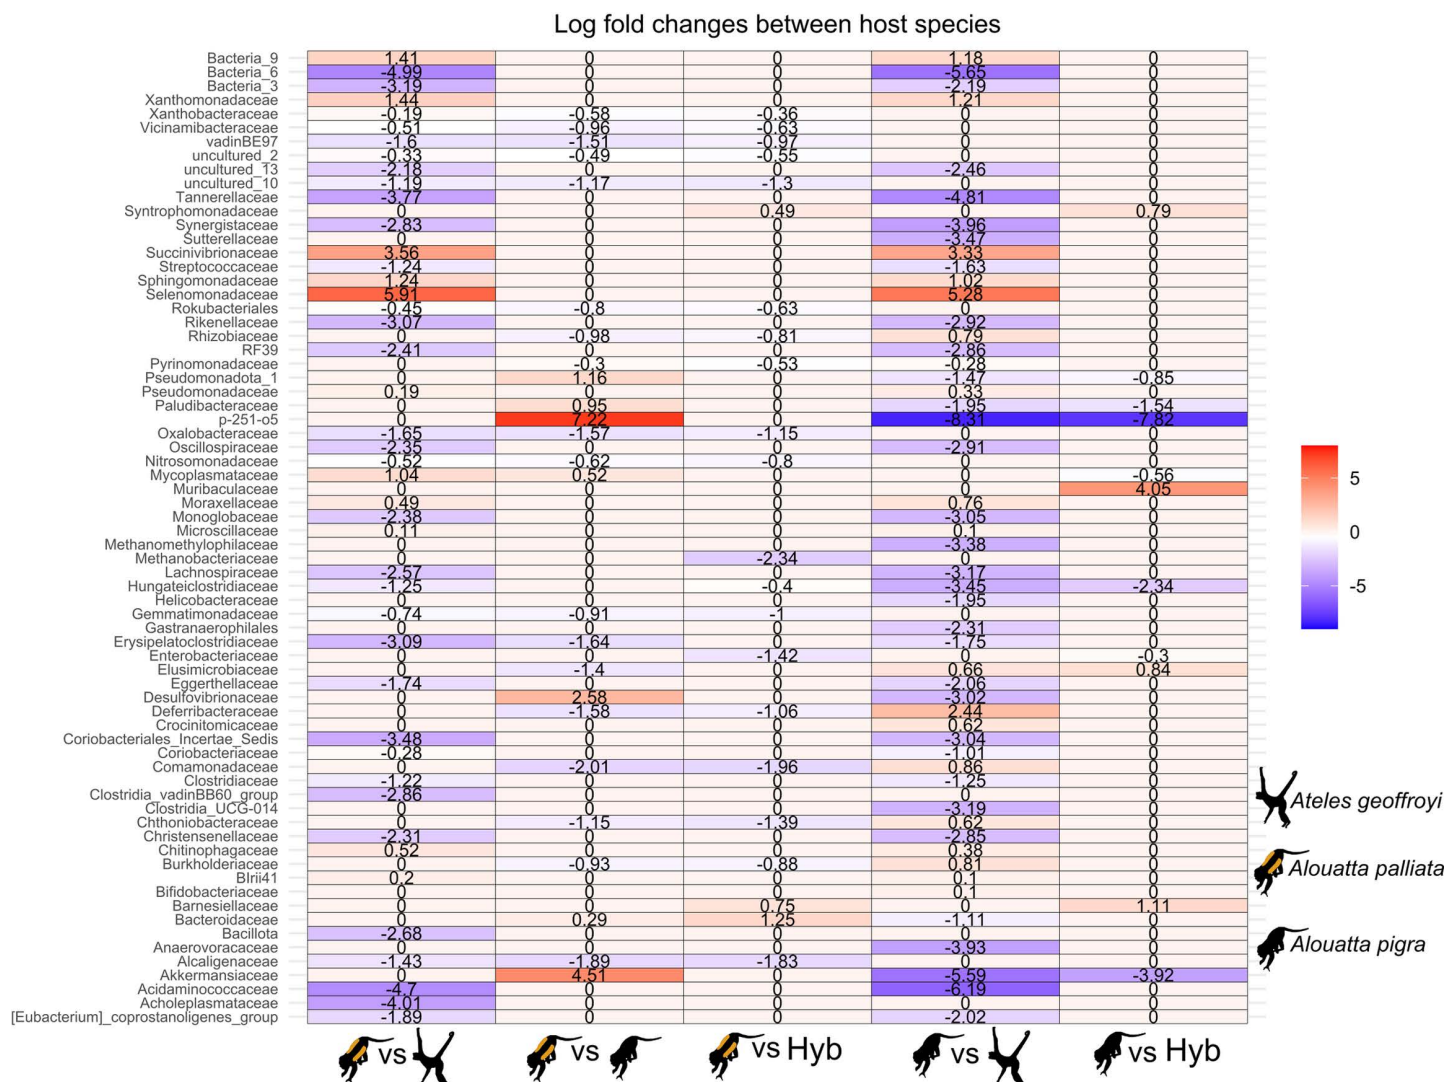 Log fold changes between host species
Bacteria_9 1.41 0 0 1.18 0
Bacteria_6 -4.99 0 0 -5.65 0
Bacteria_3 -3.19 0 0 -2.19 0
Xanthomonadaceae 1.44 0 0 1.21 0
Xanthobacteraceae -0.19 -0.58 -0.36 0 0
Vicinamibacteraceae -0.51 -0.96 -0.63 0 0
vadinBE97 -1.6 -1.51 -0.97 0 0
uncultured_2 -0.33 -0.49 -0.55 0 0
uncultured_13 -2.18 0 0 -2.46 0
uncultured_10 -1.19 -1.17 -1.3 0 0
Tannerellaceae -3.77 0 0 -4.81 0
Syntrophomonadaceae 0 0 0.49 0 0.79
Synergistaceae -2.83 0 0 -3.96 0
Sutterellaceae 0 0 0 -3.47 0
Succinivibrionaceae 3.56 0 0 3.33 0
Streptococcaceae -1.24 0 0 -1.63 0
Sphingomonadaceae 1.24 0 0 1.02 0
Selenomonadaceae 5.91 0 0 5.28 0
Rokubacteriales -0.45 -0.8 -0.63 0 0
Rikenellaceae -3.07 0 0 -2.92 0
Rhizobiaceae 0 -0.98 -0.81 0.79 0
RF39 -2.41 0 0 -2.86 0
Pyrinomonadaceae 0 -0.3 -0.53 -0.28 0
Pseudomonadota_1 0 1.16 0 -1.47 -0.85
Pseudomonadaceae 0.19 0 0 0.33 0
Paludibacteraceae 0 0.95 0 -1.95 -1.54
p-251-o5 0 7.22 0 -8.31 -7.82
Oxalobacteraceae -1.65 -1.57 -1.15 0 0
Oscillospiraceae -2.35 0 0 -2.91 0
Nitrosomonadaceae -0.52 -0.62 -0.8 0 0
Mycoplasmataceae 1.04 0.52 0 0 -0.56
Muribaculaceae 0 0 0 0 4.05
Moraxellaceae 0.49 0 0 0.76 0
Monoglobaceae -2.38 0 0 -3.05 0
Microscillaceae 0.11 0 0 0.1 0
Methanomethylophilaceae 0 0 0 -3.38 0
Methanobacteriaceae 0 0 -2.34 0 0
Lachnospiraceae -2.57 0 0 -3.17 0
Hungateiclostridiaceae -1.25 0 -0.4 -3.45 -2.34
Helicobacteraceae 0 0 0 -1.95 0
Gemmatimonadaceae -0.74 -0.91 -1 0 0
Gastranaerophilales 0 0 0 -2.31 0
Erysipelatoclostridiaceae -3.09 -1.64 0 -1.75 0
Enterobacteriaceae 0 0 -1.42 0 -0.3
Elusimicrobiaceae 0 -1.4 0 0.66 0.84
Eggerthellaceae -1.74 0 0 -2.06 0
Desulfovibrionaceae 0 2.58 0 -3.02 0
Deferribacteraceae 0 -1.58 -1.06 2.44 0
Crocinitomicaceae 0 0 0 0.62 0
Coriobacteriales_Incertae_Sedis -3.48 0 0 -3.04 0
Coriobacteriaceae -0.28 0 0 -1.01 0
Comamonadaceae 0 -2.01 -1.96 0.86 0
Clostridiaceae -1.22 0 0 -1.25 0
Clostridia_vadinBB60_group -2.86 0 0 0 0
Clostridia_UCG-014 0 0 0 -3.19 0
Chthoniobacteraceae 0 -1.15 -1.39 0.62 0
Christensenellaceae -2.31 0 0 -2.85 0
Chitinophagaceae 0.52 0 0 0.38 0
Burkholderiaceae 0 -0.93 -0.88 0.81 0
BIrii41 0.2 0 0 0.1 0
Bifidobacteriaceae 0 0 0 0.1 0
Barnesiellaceae 0 0 0.75 0 1.11
Bacteroidaceae 0 0.29 1.25 -1.11 0
Bacillota -2.68 0 0 0 0
Anaerovoracaceae 0 0 0 -3.93 0
Alcaligenaceae -1.43 -1.89 -1.83 0 0
Akkermansiaceae 0 4.51 0 -5.59 -3.92
Acidaminococcaceae -4.7 0 0 -6.19 0
Acholeplasmataceae -4.01 0 0 0 0
[Eubacterium]_coprostanoligenes_group -1.89 0 0 -2.02 0
vs vs vs Hyb vs vs Hyb
5
0
-5
Ateles geoffroyi
Alouatta palliata
Alouatta pigra